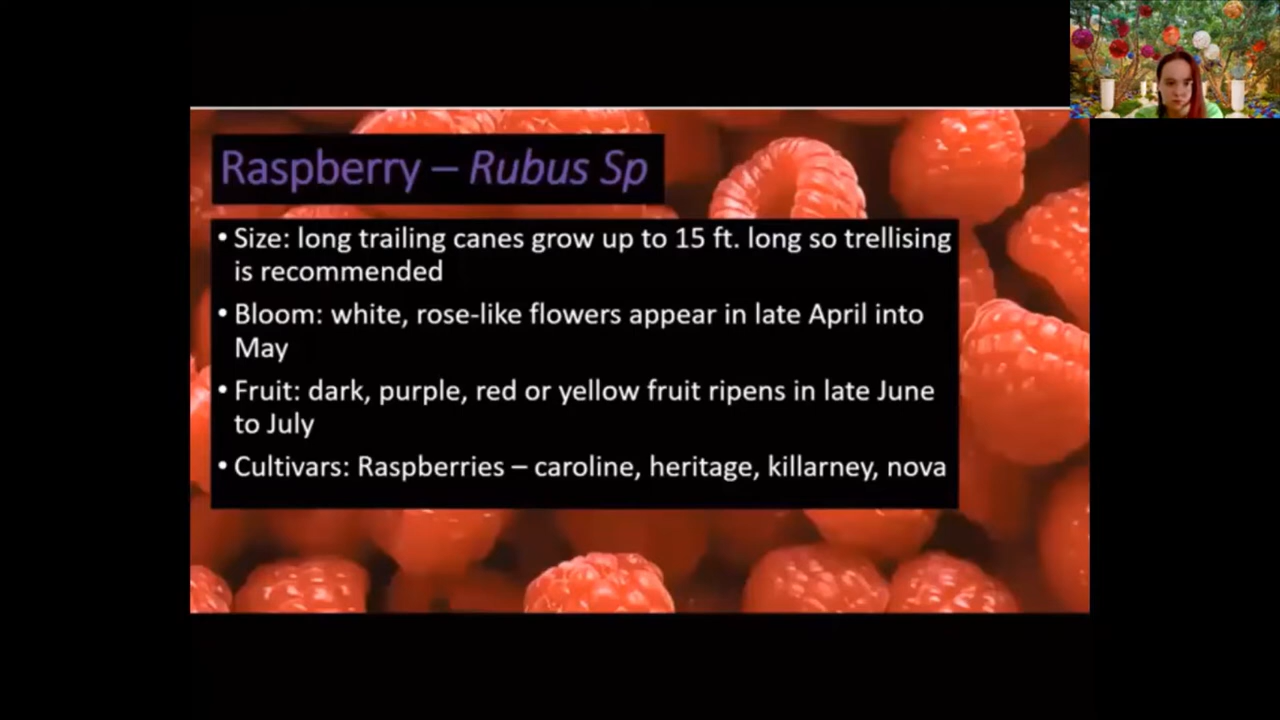 Raspberry – Rubus Sp
• Size: long trailing canes grow up to 15 ft. long so trellising
is recommended
• Bloom: white, rose-like flowers appear in late April into
May
• Fruit: dark, purple, red or yellow fruit ripens in late June
to July
• Cultivars: Raspberries – caroline, heritage, killarney, nova